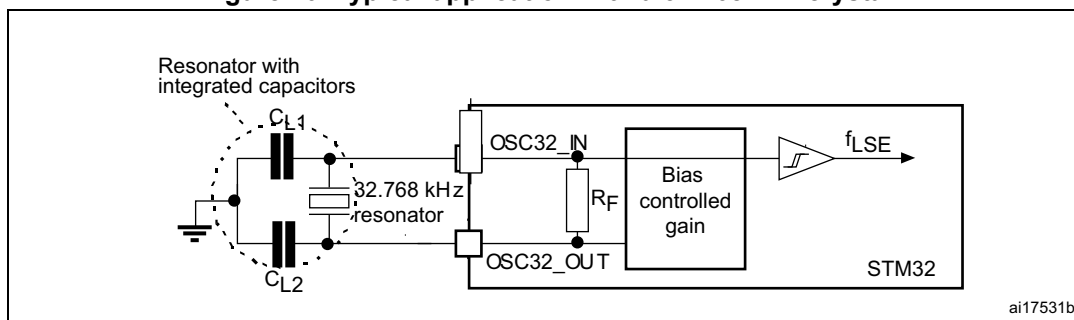 Resonator with
integrated capacitors
CL1
OSC32_IN
fLSE
32.768 kHz
resonator
RF
Bias
controlled
gain
OSC32_OUT
STM32
CL2
ai17531b